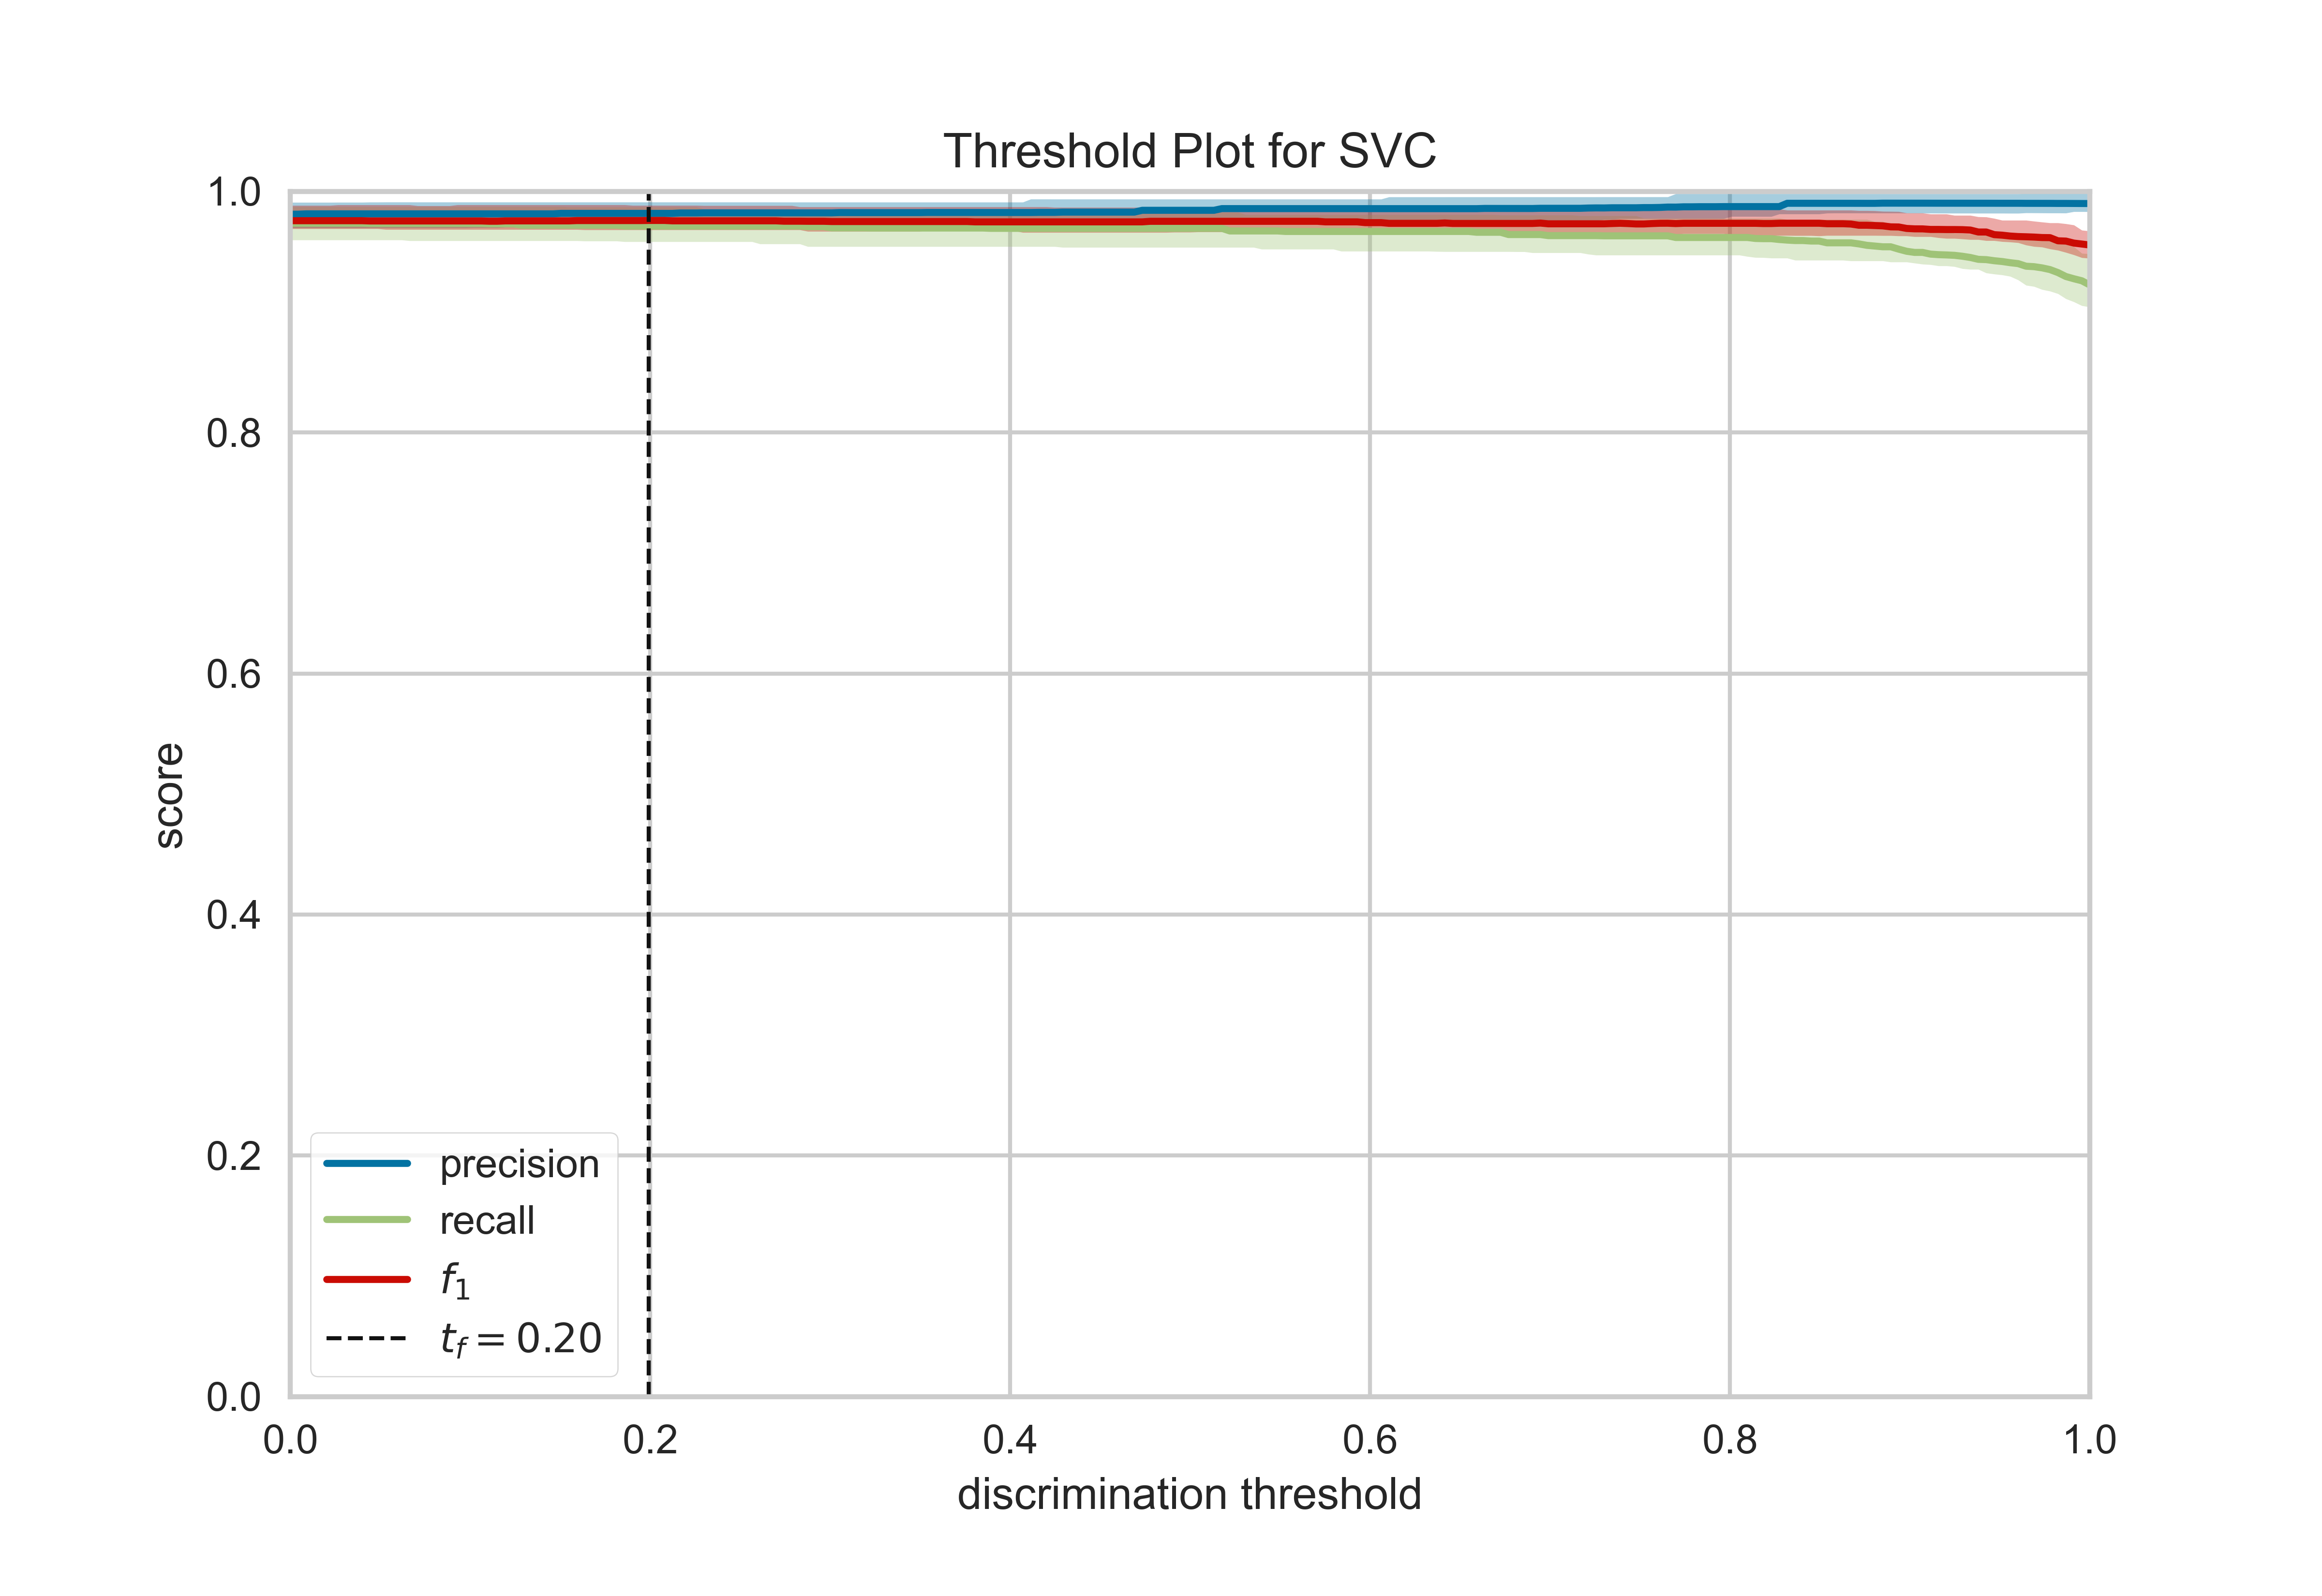 Threshold Plot for SVC
1.0
0.8
0.6
0.4
0.2
0.0
score
precision
recall
f₁
t_f = 0.20
0.0 0.2 0.4 0.6 0.8 1.0
discrimination threshold